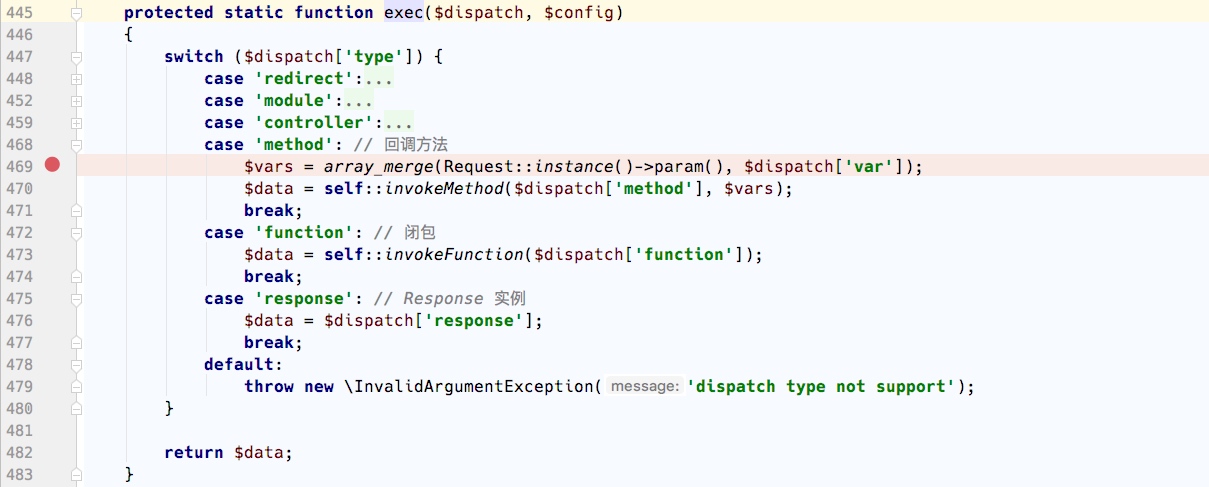 445 protected static function exec($dispatch, $config)
446 {
447 switch ($dispatch['type']) {
448 case 'redirect':...
452 case 'module':...
459 case 'controller':...
468 case 'method': // 回调方法
469 $vars = array_merge(Request::instance()->param(), $dispatch['var']);
470 $data = self::invokeMethod($dispatch['method'], $vars);
471 break;
472 case 'function': // 闭包
473 $data = self::invokeFunction($dispatch['function']);
474 break;
475 case 'response': // Response 实例
476 $data = $dispatch['response'];
477 break;
478 default:
479 throw new \InvalidArgumentException( message: 'dispatch type not support');
480 }
481
482 return $data;
483 }